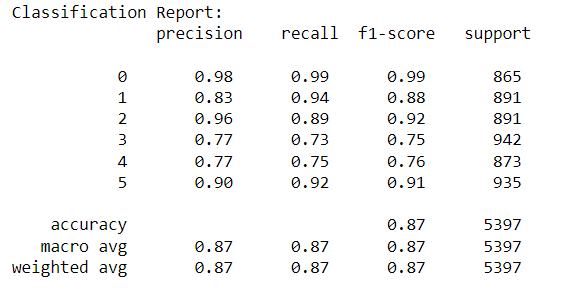 Classification Report:
precision recall f1-score support
0 0.98 0.99 0.99 865
1 0.83 0.94 0.88 891
2 0.96 0.89 0.92 891
3 0.77 0.73 0.75 942
4 0.77 0.75 0.76 873
5 0.90 0.92 0.91 935
accuracy 0.87 5397
macro avg 0.87 0.87 0.87 5397
weighted avg 0.87 0.87 0.87 5397